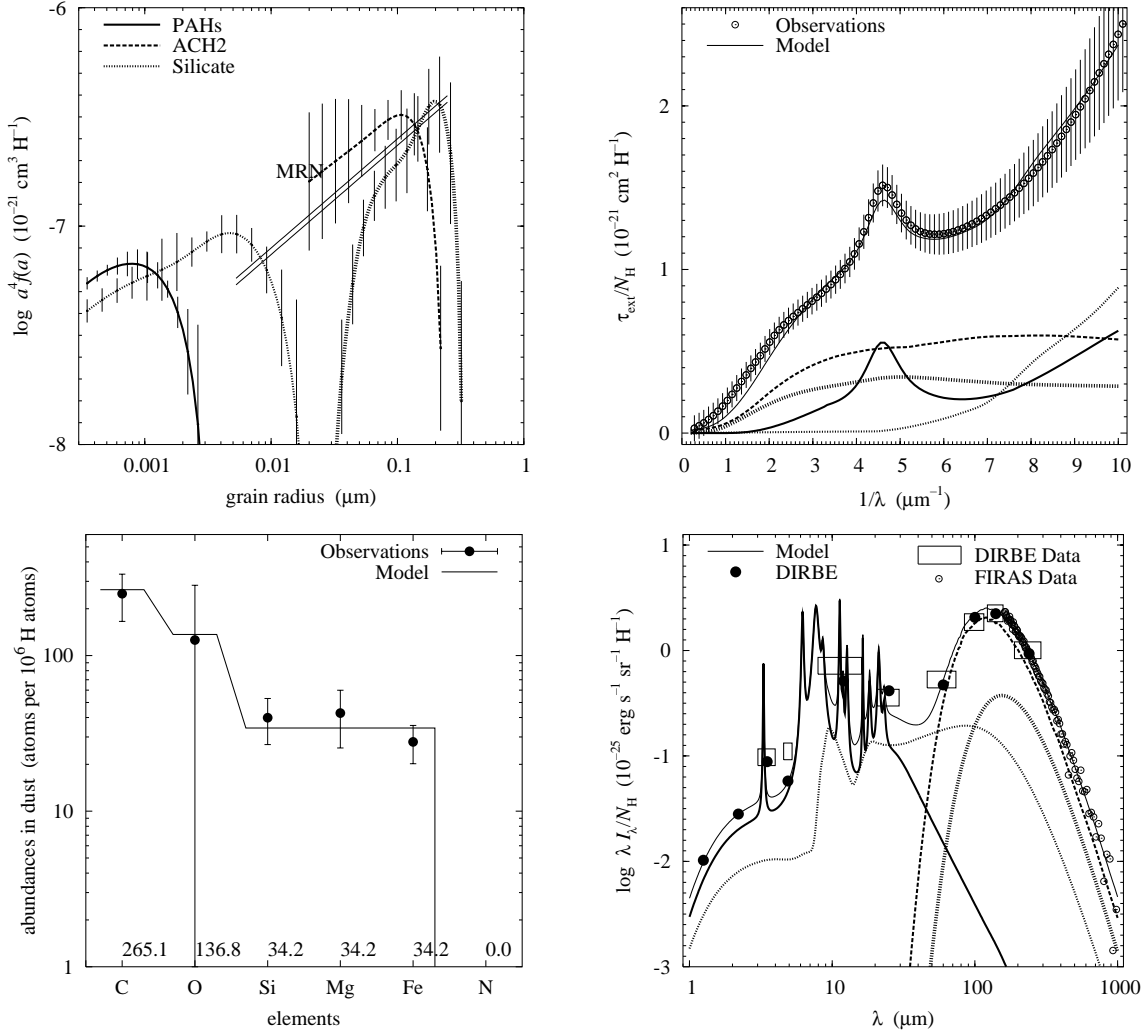 -6
-7
-8
0.001
0.01
0.1
1
log a⁴f(a) (10⁻²¹ cm³ H⁻¹)
grain radius (μm)
PAHs
ACH2
Silicate
MRN
0
1
2
0
1
2
3
4
5
6
7
8
9
10
τext/NH (10⁻²¹ cm² H⁻¹)
1/λ (μm⁻¹)
Observations
Model
1
10
100
C
O
Si
Mg
Fe
N
abundances in dust (atoms per 10⁶ H atoms)
elements
Observations
Model
265.1
136.8
34.2
34.2
34.2
0.0
1
0
-1
-2
-3
1
10
100
1000
log λ Iλ/NH (10⁻²⁵ erg s⁻¹ sr⁻¹ H⁻¹)
λ (μm)
Model
DIRBE
DIRBE Data
FIRAS Data